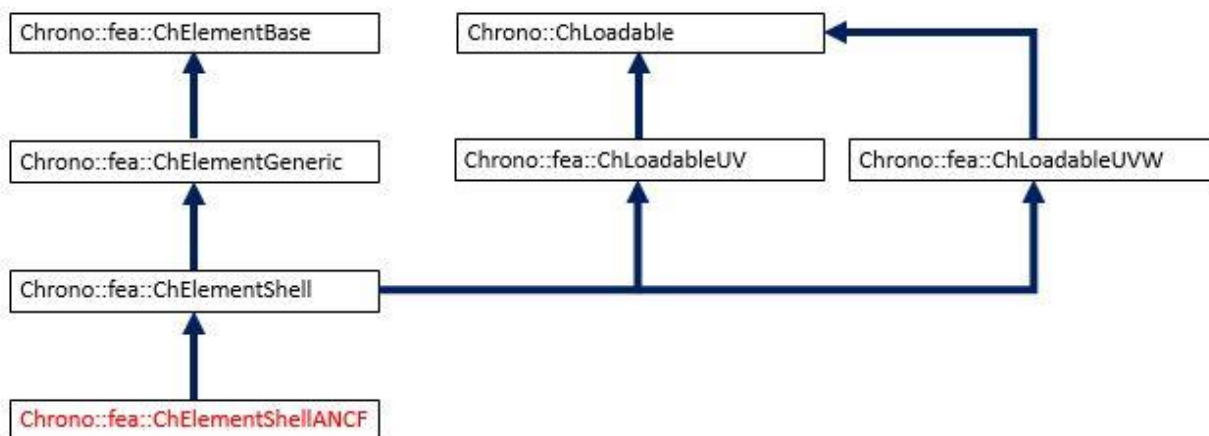 Chrono::fea::ChElementBase
Chrono::ChLoadable
Chrono::fea::ChElementGeneric
Chrono::fea::ChLoadableUV
Chrono::fea::ChLoadableUVW
Chrono::fea::ChElementShell
Chrono::fea::ChElementShellANCF